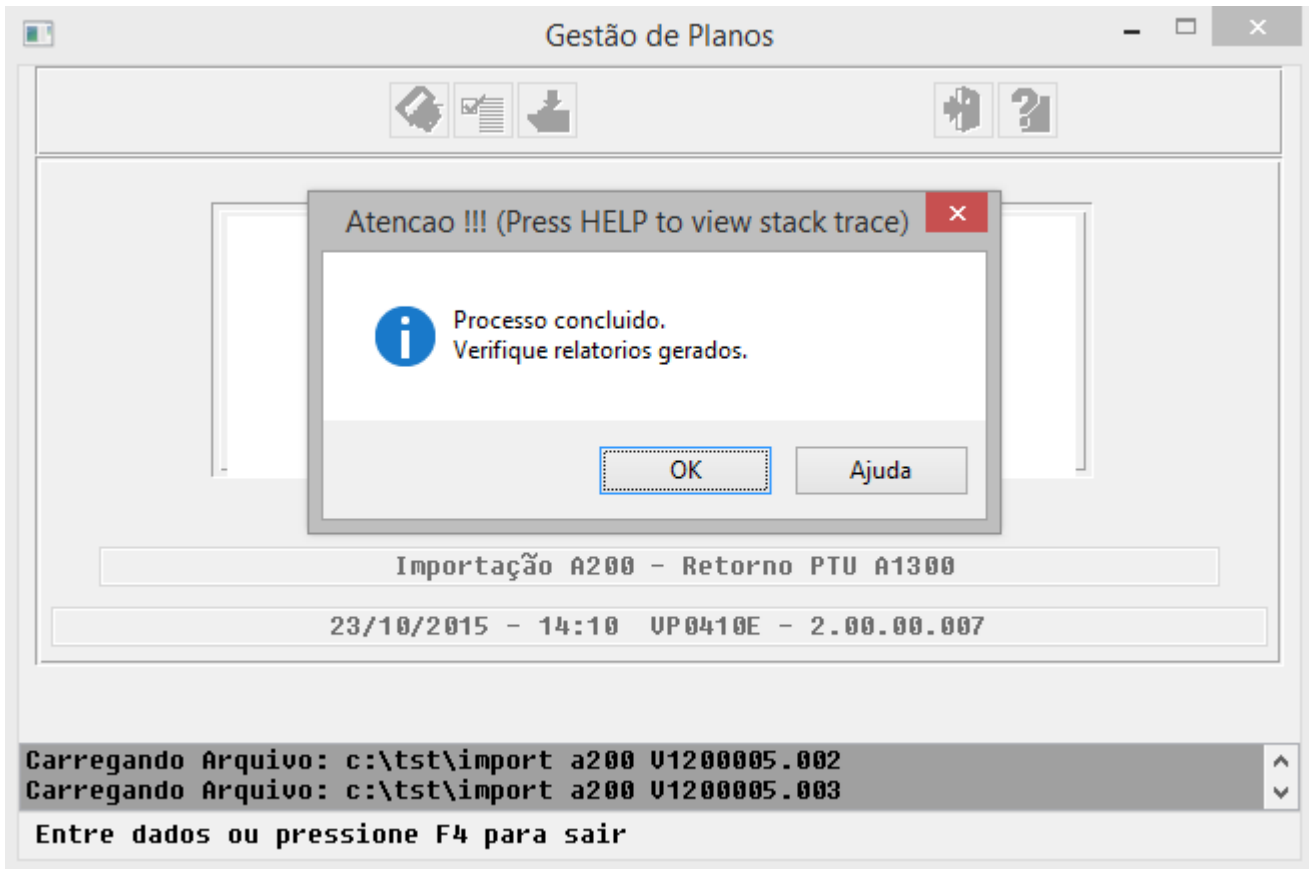 Gestão de Planos
Atencao !!! (Press HELP to view stack trace)
Processo concluido.
Verifique relatorios gerados.
OK
Ajuda
Importação A200 - Retorno PTU A1300
23/10/2015 - 14:10 VP0410E - 2.00.00.007
Carregando Arquivo: c:\tst\import a200 V1200005.002
Carregando Arquivo: c:\tst\import a200 V1200005.003
Entre dados ou pressione F4 para sair